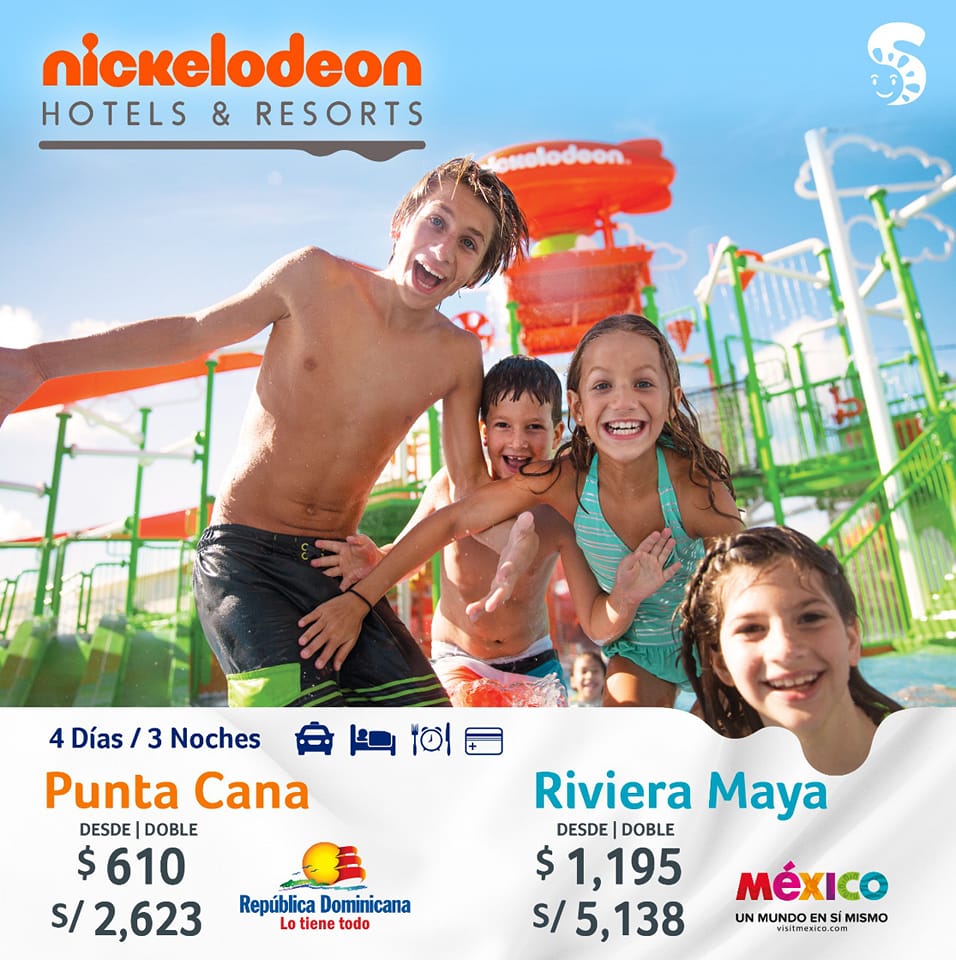 nickelodeon
HOTELS & RESORTS
nickelodeon.
4 Días / 3 Noches
Punta Cana
DESDE | DOBLE
$ 610
S/ 2,623
República Dominicana
Lo tiene todo
Riviera Maya
DESDE | DOBLE
$ 1,195
S/ 5,138
México
UN MUNDO EN SÍ MISMO
visitmexico.com